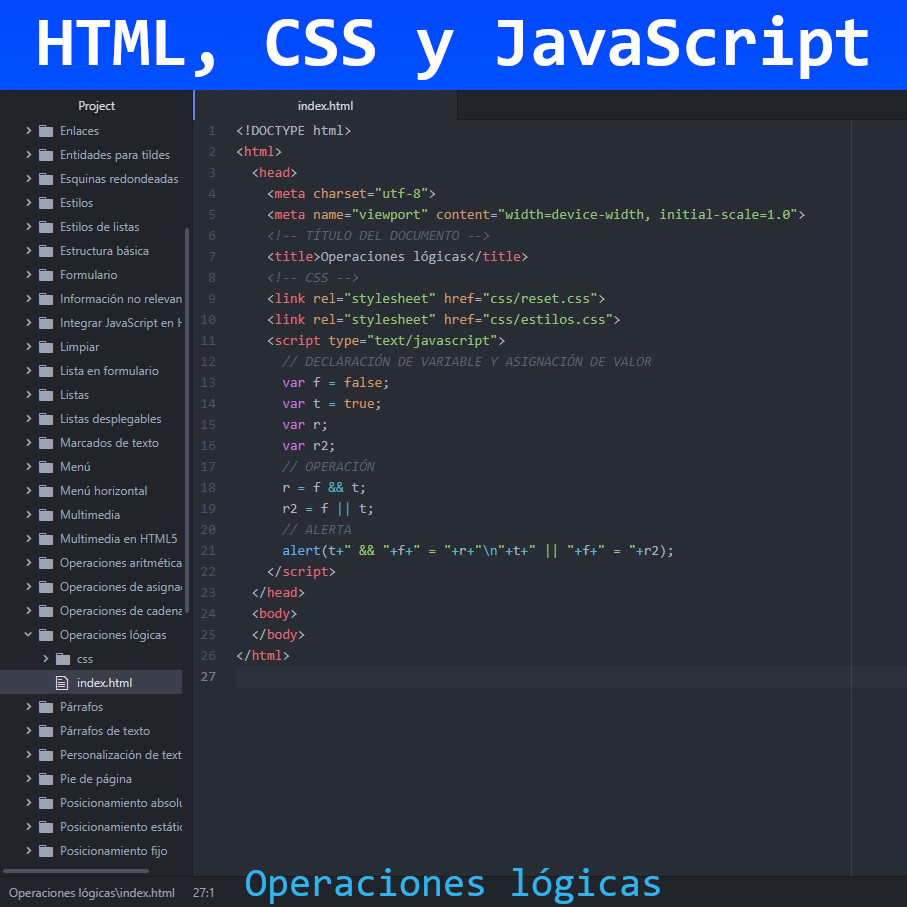 HTML, CSS y JavaScript
Project
Enlaces
Entidades para tildes
Esquinas redondeadas
Estilos
Estilos de listas
Estructura básica
Formulario
Información no relevan
Integrar JavaScript en H
Limpiar
Lista en formulario
Listas
Listas desplegables
Marcados de texto
Menú
Menú horizontal
Multimedia
Multimedia en HTML5
Operaciones aritmética
Operaciones de asigna
Operaciones de cadena
Operaciones lógicas
css
index.html
Párrafos
Párrafos de texto
Personalización de text
Pie de página
Posicionamiento absolu
Posicionamiento estátic
Posicionamiento fijo
index.html
1 <!DOCTYPE html>
2 <html>
3 <head>
4 <meta charset="utf-8">
5 <meta name="viewport" content="width=device-width, initial-scale=1.0">
6 <!-- TÍTULO DEL DOCUMENTO -->
7 <title>Operaciones lógicas</title>
8 <!-- CSS -->
9 <link rel="stylesheet" href="css/reset.css">
10 <link rel="stylesheet" href="css/estilos.css">
11 <script type="text/javascript">
12 // DECLARACIÓN DE VARIABLE Y ASIGNACIÓN DE VALOR
13 var f = false;
14 var t = true;
15 var r;
16 var r2;
17 // OPERACIÓN
18 r = f && t;
19 r2 = f || t;
20 // ALERTA
21 alert(t+" && "+f+" = "+r+"\n"+t+" || "+f+" = "+r2);
22 </script>
23 </head>
24 <body>
25 </body>
26 </html>
27
Operaciones lógicas\index.html 27:1
Operaciones lógicas